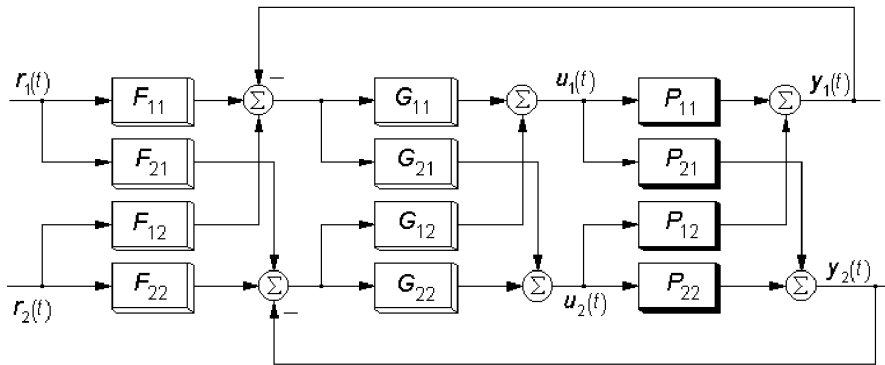 −
r₁(t) F₁₁ Σ G₁₁ Σ u₁(t) P₁₁ Σ y₁(t)
F₂₁ G₂₁ P₂₁
F₁₂ G₁₂ P₁₂
r₂(t) F₂₂ Σ G₂₂ Σ u₂(t) P₂₂ Σ y₂(t)
−